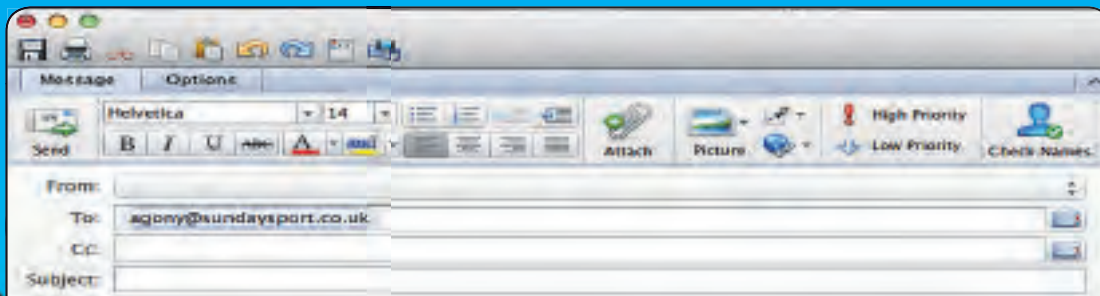 Message Options
Helvetica 14
B I U abc A
Send Attach Picture High Priority
Low Priority Check Names
From:
To: agony@sundaysport.co.uk
CC:
Subject: